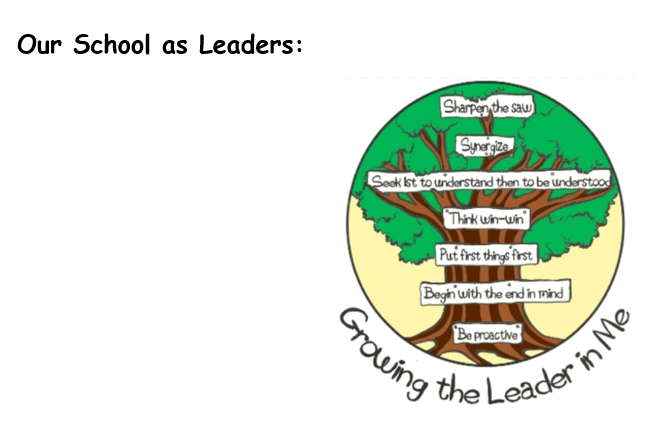 Our School as Leaders:
Sharpen the saw
Synergize
Seek 1st to understand then to be understood
"Think win-win"
Put first things first
Begin with the end in mind
"Be proactive"
Growing the Leader in Me